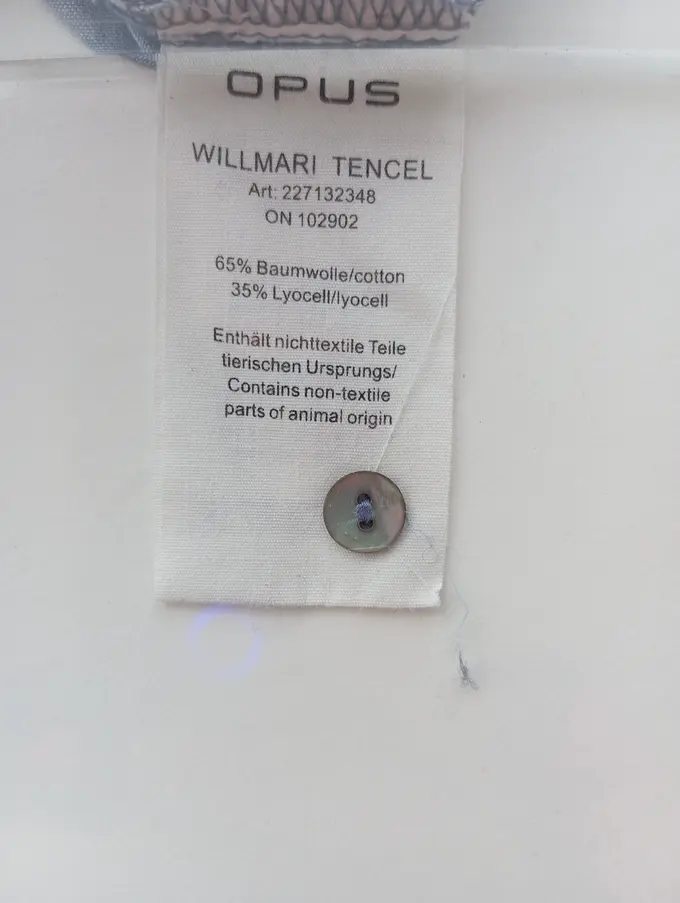 OPUS
WILLMARI TENCEL
Art: 227132348
ON 102902
65% Baumwolle/cotton
35% Lyocell/lyocell
Enthält nichttextile Teile
tierischen Ursprungs/
Contains non-textile
parts of animal origin